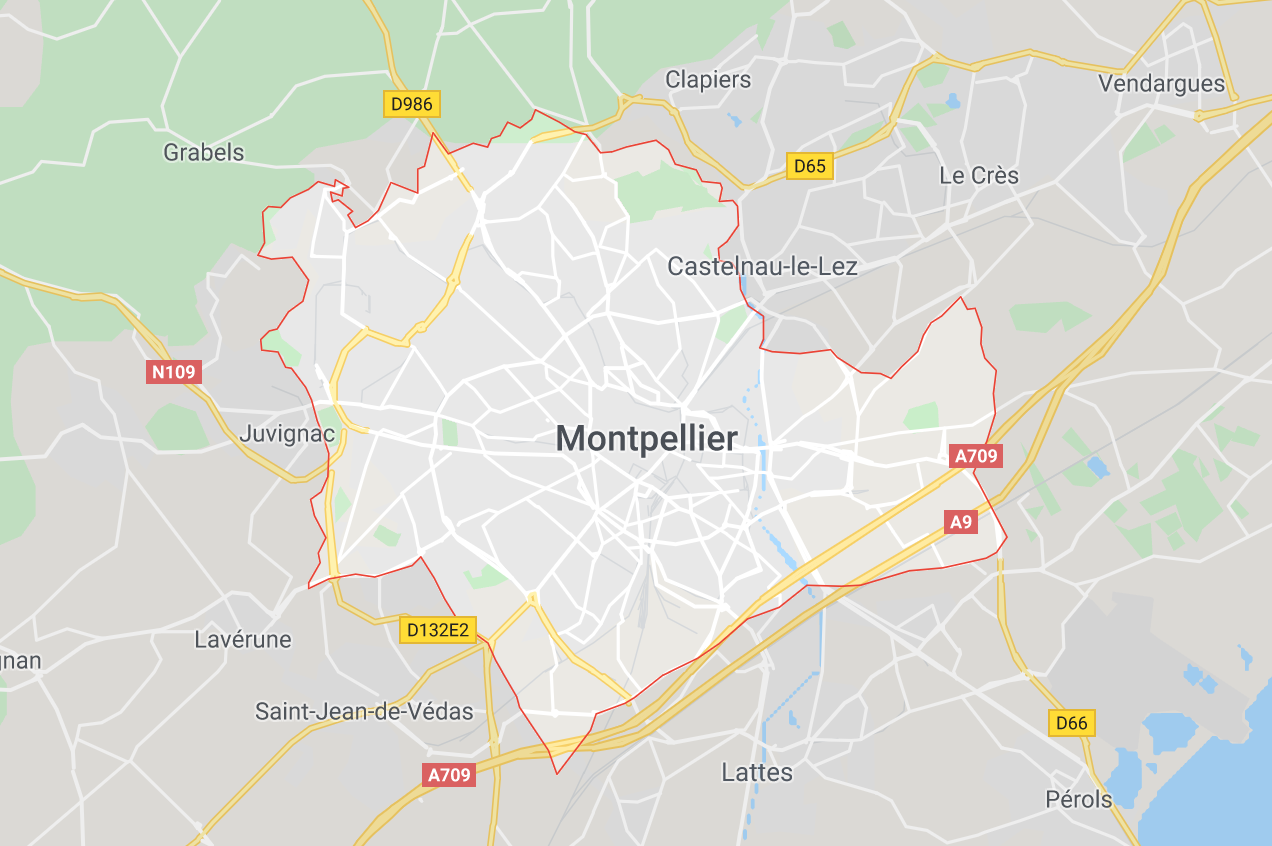 Clapiers
Vendargues
D986
Grabels
D65
Le Crès
Castelnau-le-Lez
N109
Juvignac
Montpellier
A709
A9
D132E2
Lavérune
gnan
Saint-Jean-de-Védas
D66
A709
Lattes
Pérols